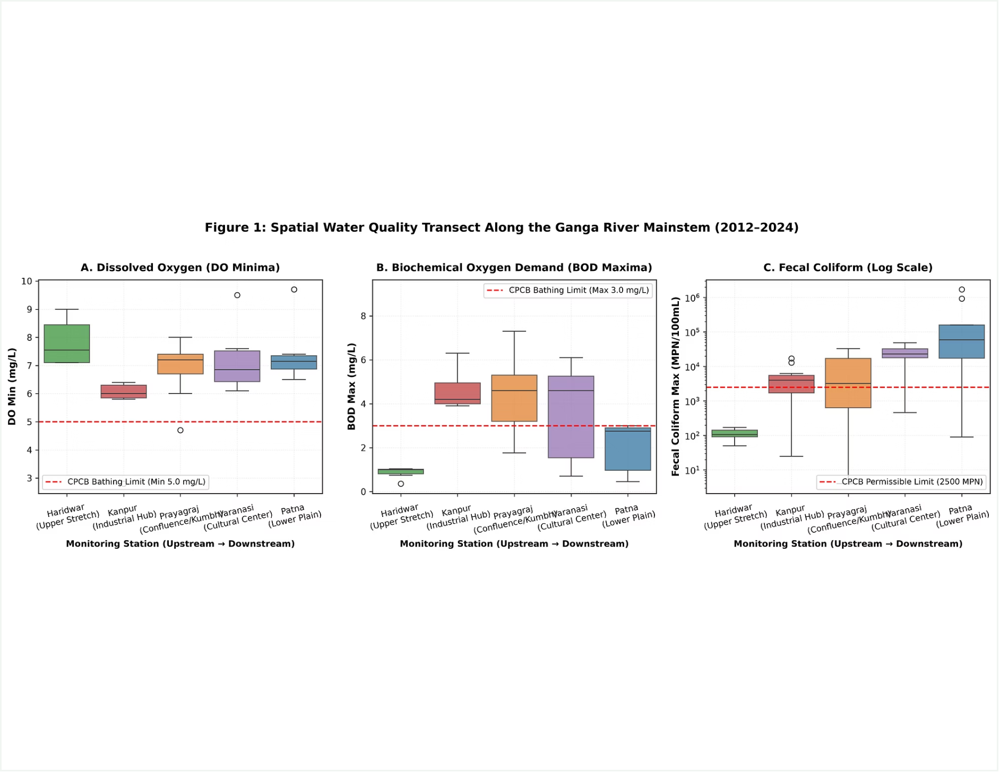 Figure 1: Spatial Water Quality Transect Along the Ganga River Mainstem (2012–2024)
A. Dissolved Oxygen (DO Minima)
DO Min (mg/L)
10
9
8
7
6
5
4
3
CPCB Bathing Limit (Min 5.0 mg/L)
Haridwar
(Upper Stretch)
Kanpur
(Industrial Hub)
Prayagraj
(Confluence/Kumbh)
Varanasi
(Cultural Center)
Patna
(Lower Plain)
Monitoring Station (Upstream → Downstream)
B. Biochemical Oxygen Demand (BOD Maxima)
BOD Max (mg/L)
8
6
4
2
0
CPCB Bathing Limit (Max 3.0 mg/L)
Haridwar
(Upper Stretch)
Kanpur
(Industrial Hub)
Prayagraj
(Confluence/Kumbh)
Varanasi
(Cultural Center)
Patna
(Lower Plain)
Monitoring Station (Upstream → Downstream)
C. Fecal Coliform (Log Scale)
Fecal Coliform Max (MPN/100mL)
10⁶
10⁵
10⁴
10³
10²
10¹
CPCB Permissible Limit (2500 MPN)
Haridwar
(Upper Stretch)
Kanpur
(Industrial Hub)
Prayagraj
(Confluence/Kumbh)
Varanasi
(Cultural Center)
Patna
(Lower Plain)
Monitoring Station (Upstream → Downstream)